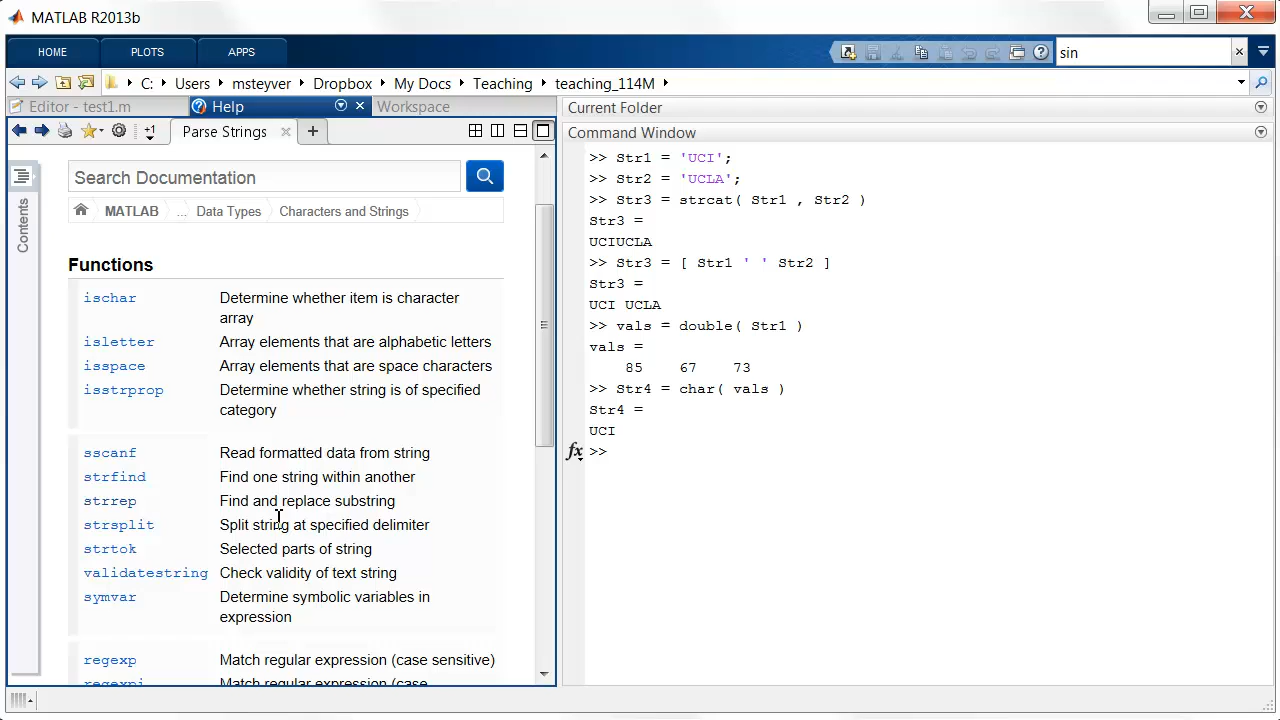 MATLAB R2013b
HOME PLOTS APPS
sin
C: Users msteyver Dropbox My Docs Teaching teaching_114M
Editor - test1.m Help Workspace
Current Folder
Parse Strings
Command Window
Contents
Search Documentation
MATLAB ... Data Types Characters and Strings
Functions
ischar Determine whether item is character
array
isletter Array elements that are alphabetic letters
isspace Array elements that are space characters
isstrprop Determine whether string is of specified
category
sscanf Read formatted data from string
strfind Find one string within another
strrep Find and replace substring
strsplit Split string at specified delimiter
strtok Selected parts of string
validatestring Check validity of text string
symvar Determine symbolic variables in
expression
regexp Match regular expression (case sensitive)
regexpi Match regular expression (case
>> Str1 = 'UCI';
>> Str2 = 'UCLA';
>> Str3 = strcat( Str1 , Str2 )
Str3 =
UCIUCLA
>> Str3 = [ Str1 ' ' Str2 ]
Str3 =
UCI UCLA
>> vals = double( Str1 )
vals =
85 67 73
>> Str4 = char( vals )
Str4 =
UCI
fx >>